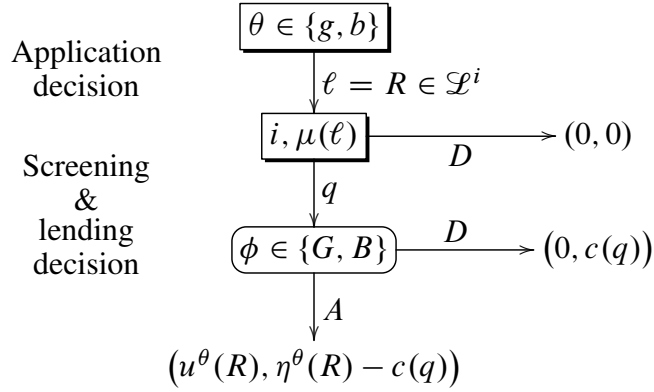 θ ∈ {g, b}
Application
decision
ℓ = R ∈ ℒ^i
i, μ(ℓ)
D
(0, 0)
Screening
&
lending
decision
q
ϕ ∈ {G, B}
D
(0, c(q))
A
(u^θ(R), η^θ(R) − c(q))